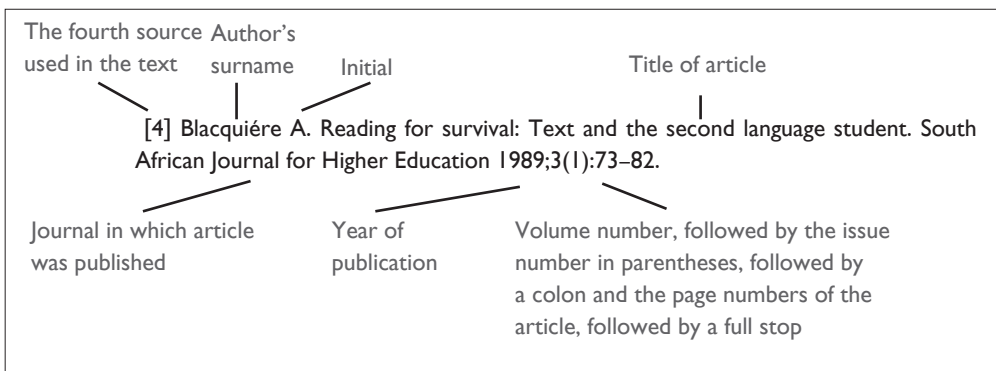 The fourth source Author's
used in the text surname Initial Title of article
[4] Blacquiére A. Reading for survival: Text and the second language student. South
African Journal for Higher Education 1989;3(1):73–82.
Journal in which article Year of Volume number, followed by the issue
was published publication number in parentheses, followed by
a colon and the page numbers of the
article, followed by a full stop